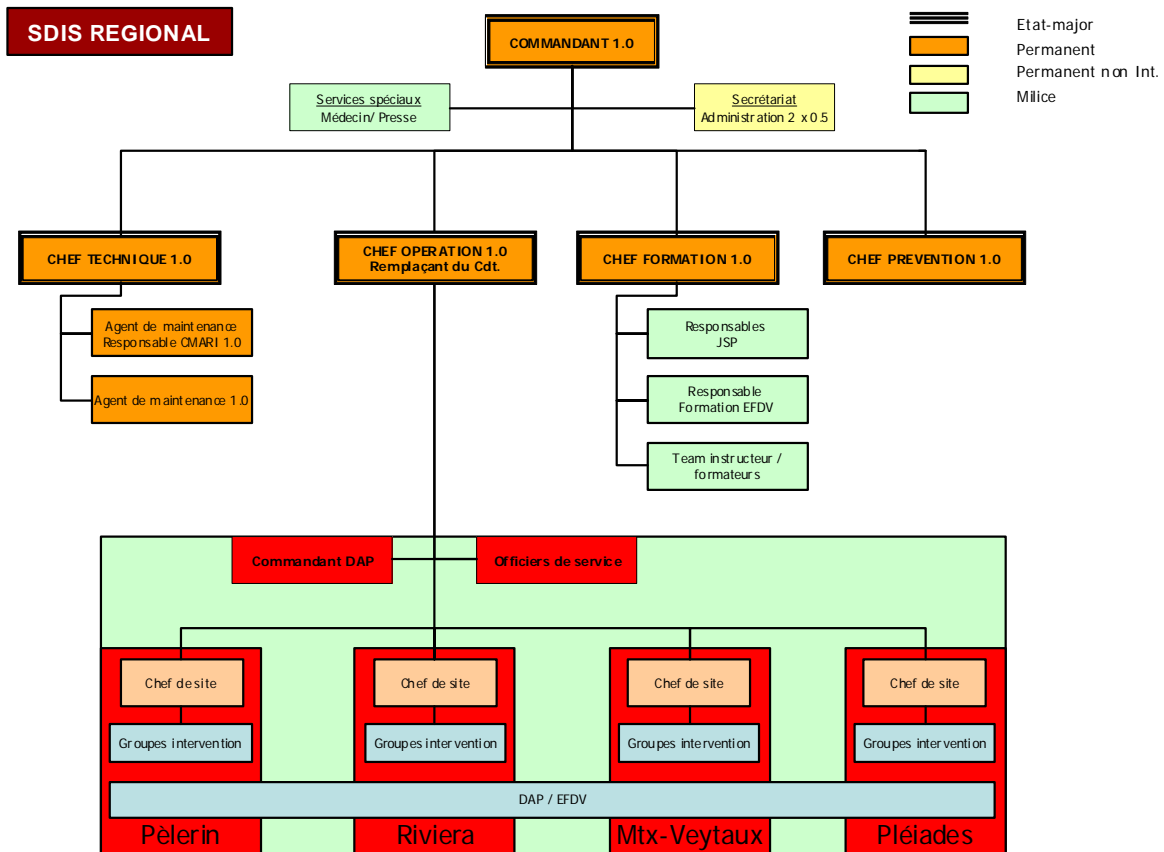 SDIS REGIONAL
COMMANDANT 1.0
Etat-major
Permanent
Permanent non Int.
Milice
Services spéciaux
Médecin/ Presse
Secrétariat
Administration 2 x 0.5
CHEF TECHNIQUE 1.0
CHEF OPERATION 1.0
Remplaçant du Cdt.
CHEF FORMATION 1.0
CHEF PREVENTION 1.0
Agent de maintenance
Responsable CMARI 1.0
Agent de maintenance 1.0
Responsables
JSP
Responsable
Formation EFDV
Team instructeur /
formateurs
Commandant DAP
Officiers de service
Chef de site
Chef de site
Chef de site
Chef de site
Groupes intervention
Groupes intervention
Groupes intervention
Groupes intervention
DAP / EFDV
Pèlerin
Riviera
Mtx-Veytaux
Pléiades